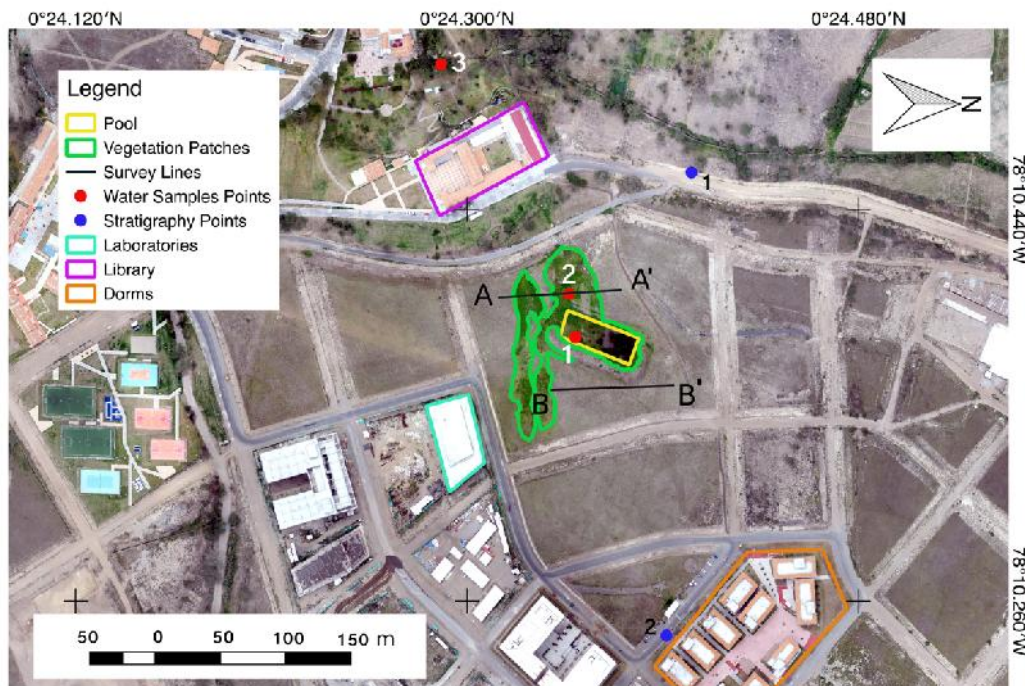 0°24.120′N
0°24.300′N
0°24.480′N
Legend
Pool
Vegetation Patches
Survey Lines
Water Samples Points
Stratigraphy Points
Laboratories
Library
Dorms
3
N
1
78°10.440′W
2
A
A'
1
B
B'
78°10.260′W
2
50 0 50 100 150 m